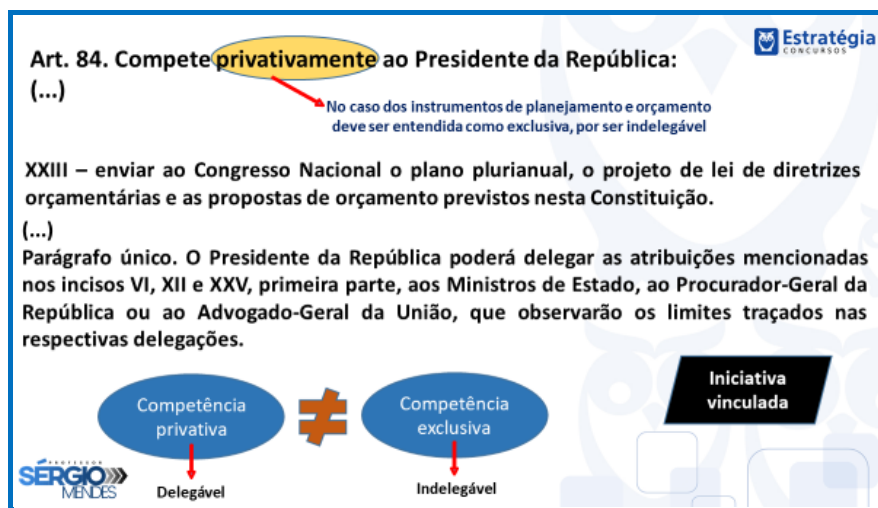 Estratégia
CONCURSOS
Art. 84. Compete privativamente ao Presidente da República:
(...)
No caso dos instrumentos de planejamento e orçamento
deve ser entendida como exclusiva, por ser indelegável
XXIII – enviar ao Congresso Nacional o plano plurianual, o projeto de lei de diretrizes
orçamentárias e as propostas de orçamento previstos nesta Constituição.
(...)
Parágrafo único. O Presidente da República poderá delegar as atribuições mencionadas
nos incisos VI, XII e XXV, primeira parte, aos Ministros de Estado, ao Procurador-Geral da
República ou ao Advogado-Geral da União, que observarão os limites traçados nas
respectivas delegações.
Competência
privativa
≠
Competência
exclusiva
Iniciativa
vinculada
Delegável
Indelegável
PROFESSOR
SÉRGIO
MENDES